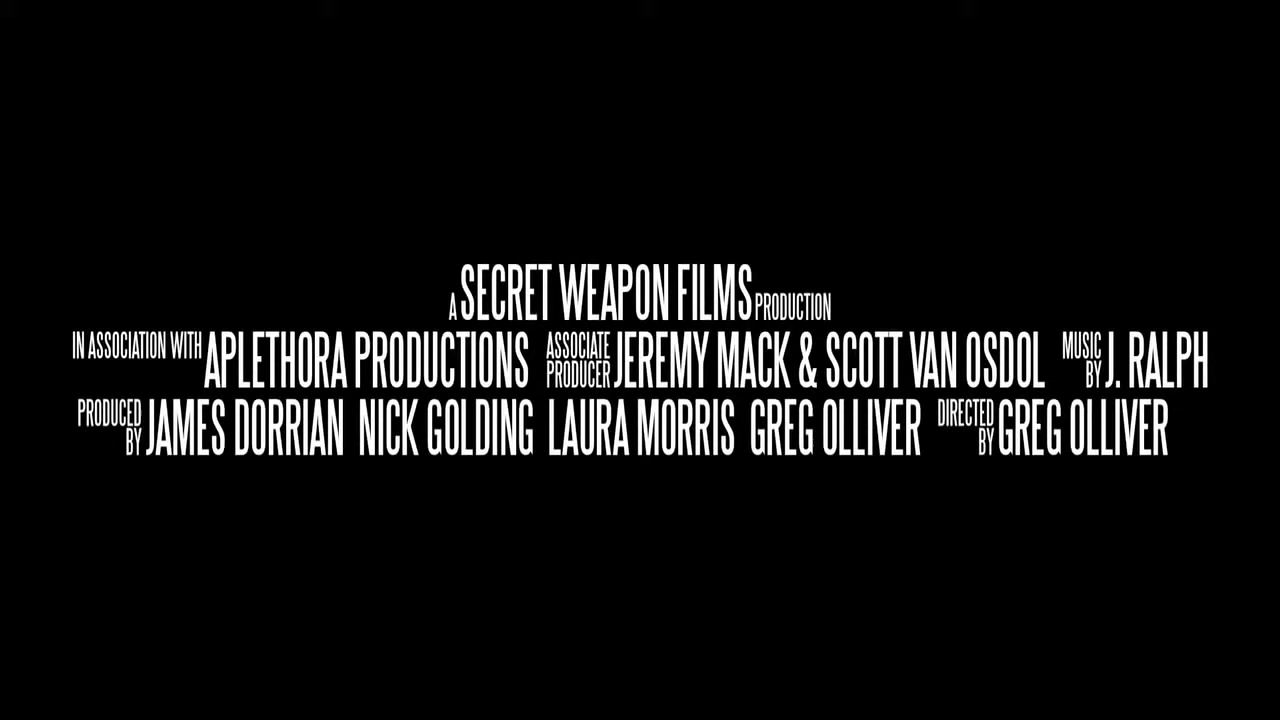 A SECRET WEAPON FILMS PRODUCTION
IN ASSOCIATION WITH APLETHORA PRODUCTIONS ASSOCIATE PRODUCER JEREMY MACK & SCOTT VAN OSDOL MUSIC BY J. RALPH
PRODUCED BY JAMES DORRIAN NICK GOLDING LAURA MORRIS GREG OLLIVER DIRECTED BY GREG OLLIVER